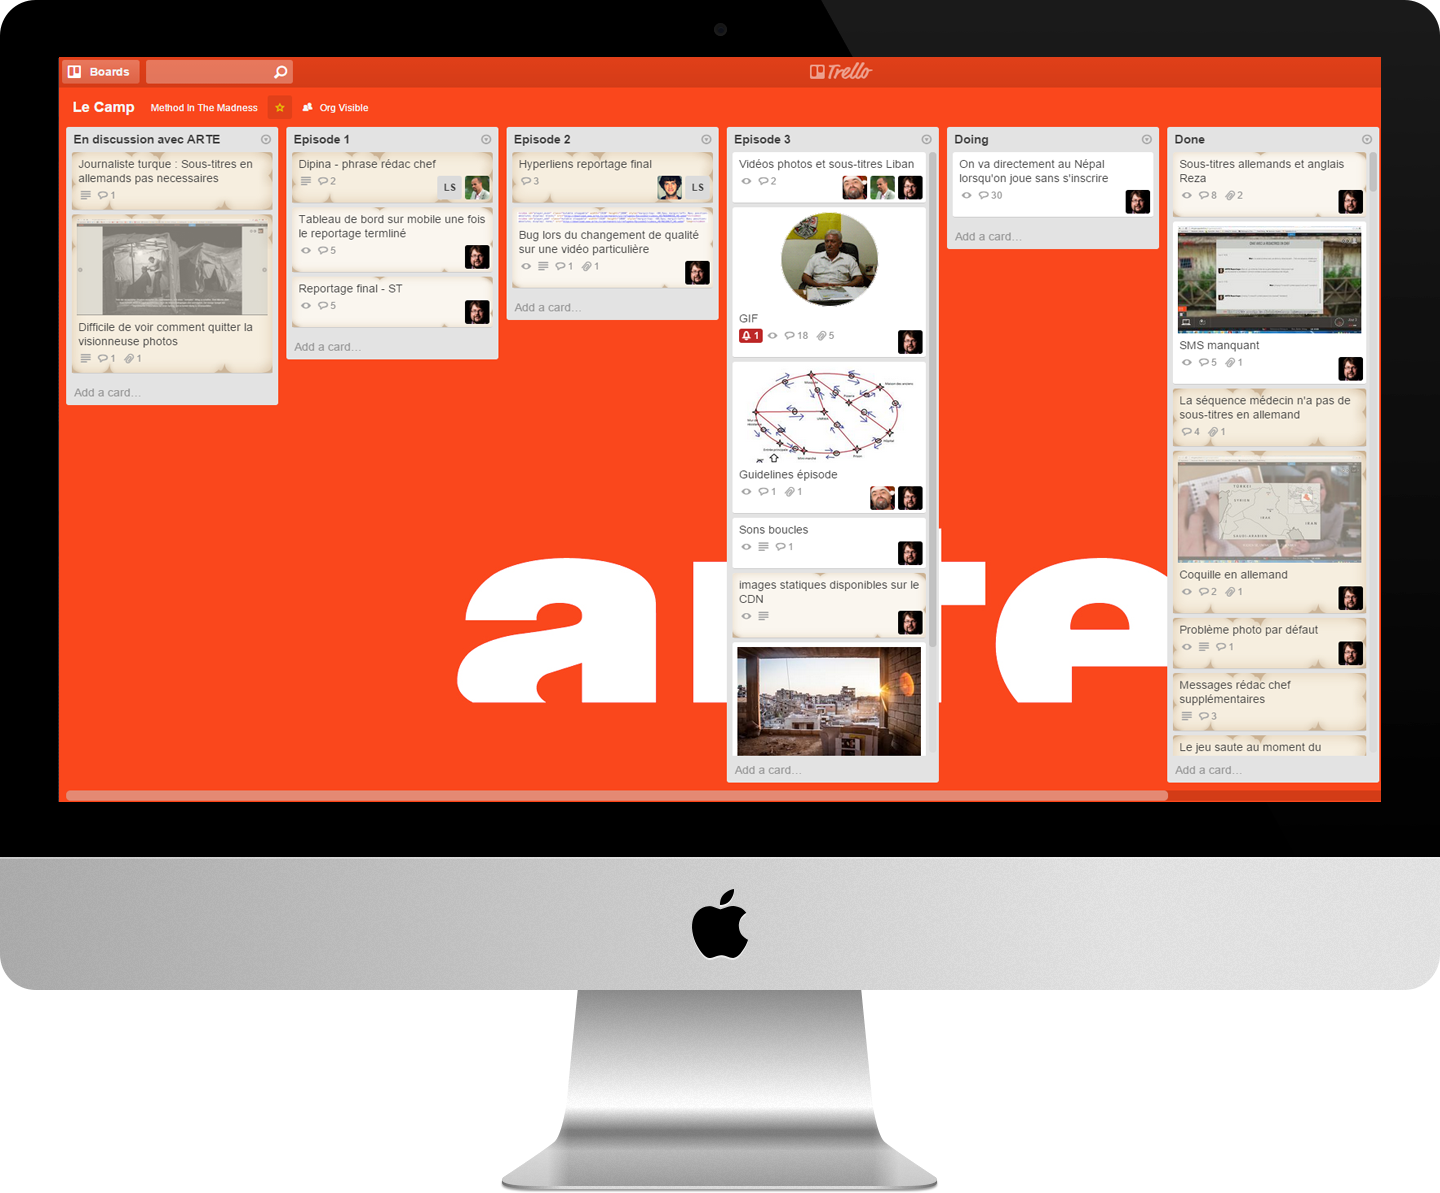 Boards
Trello
Le Camp
Method In The Madness
Org Visible
En discussion avec ARTE
Journaliste turque : Sous-titres en
allemands pas necessaires
1
Difficile de voir comment quitter la
visionneuse photos
1 1
Add a card...
Episode 1
Dipina - phrase rédac chef
2
LS
Tableau de bord sur mobile une fois
le reportage termliné
5
Reportage final - ST
5
Add a card...
Episode 2
Hyperliens reportage final
3
LS
Bug lors du changement de qualité
sur une vidéo particulière
1 1
Add a card...
Episode 3
Vidéos photos et sous-titres Liban
2
GIF
1 18 5
Guidelines épisode
1 1
Sons boucles
1
images statiques disponibles sur le
CDN
Add a card...
Doing
On va directement au Népal
lorsqu'on joue sans s'inscrire
30
Add a card...
Done
Sous-titres allemands et anglais
Reza
8 2
SMS manquant
5 1
La séquence médecin n'a pas de
sous-titres en allemand
4 1
TÜRKEI
SYRIEN
IRAK
IRAN
SAUDI-ARABIEN
Coquille en allemand
2 1
Problème photo par défaut
1
Messages rédac chef
supplémentaires
3
Le jeu saute au moment du
Add a card...